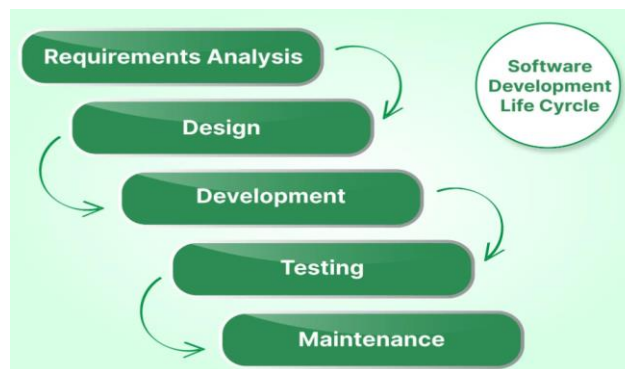 Requirements Analysis
Software
Development
Life Cyrcle
Design
Development
Testing
Maintenance